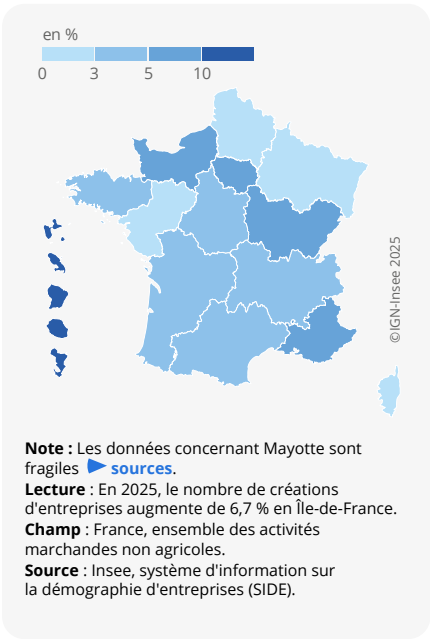 en %
0 3 5 10
©IGN-Insee 2025
Note : Les données concernant Mayotte sont
fragiles sources.
Lecture : En 2025, le nombre de créations
d'entreprises augmente de 6,7 % en Île-de-France.
Champ : France, ensemble des activités
marchandes non agricoles.
Source : Insee, système d'information sur
la démographie d'entreprises (SIDE).